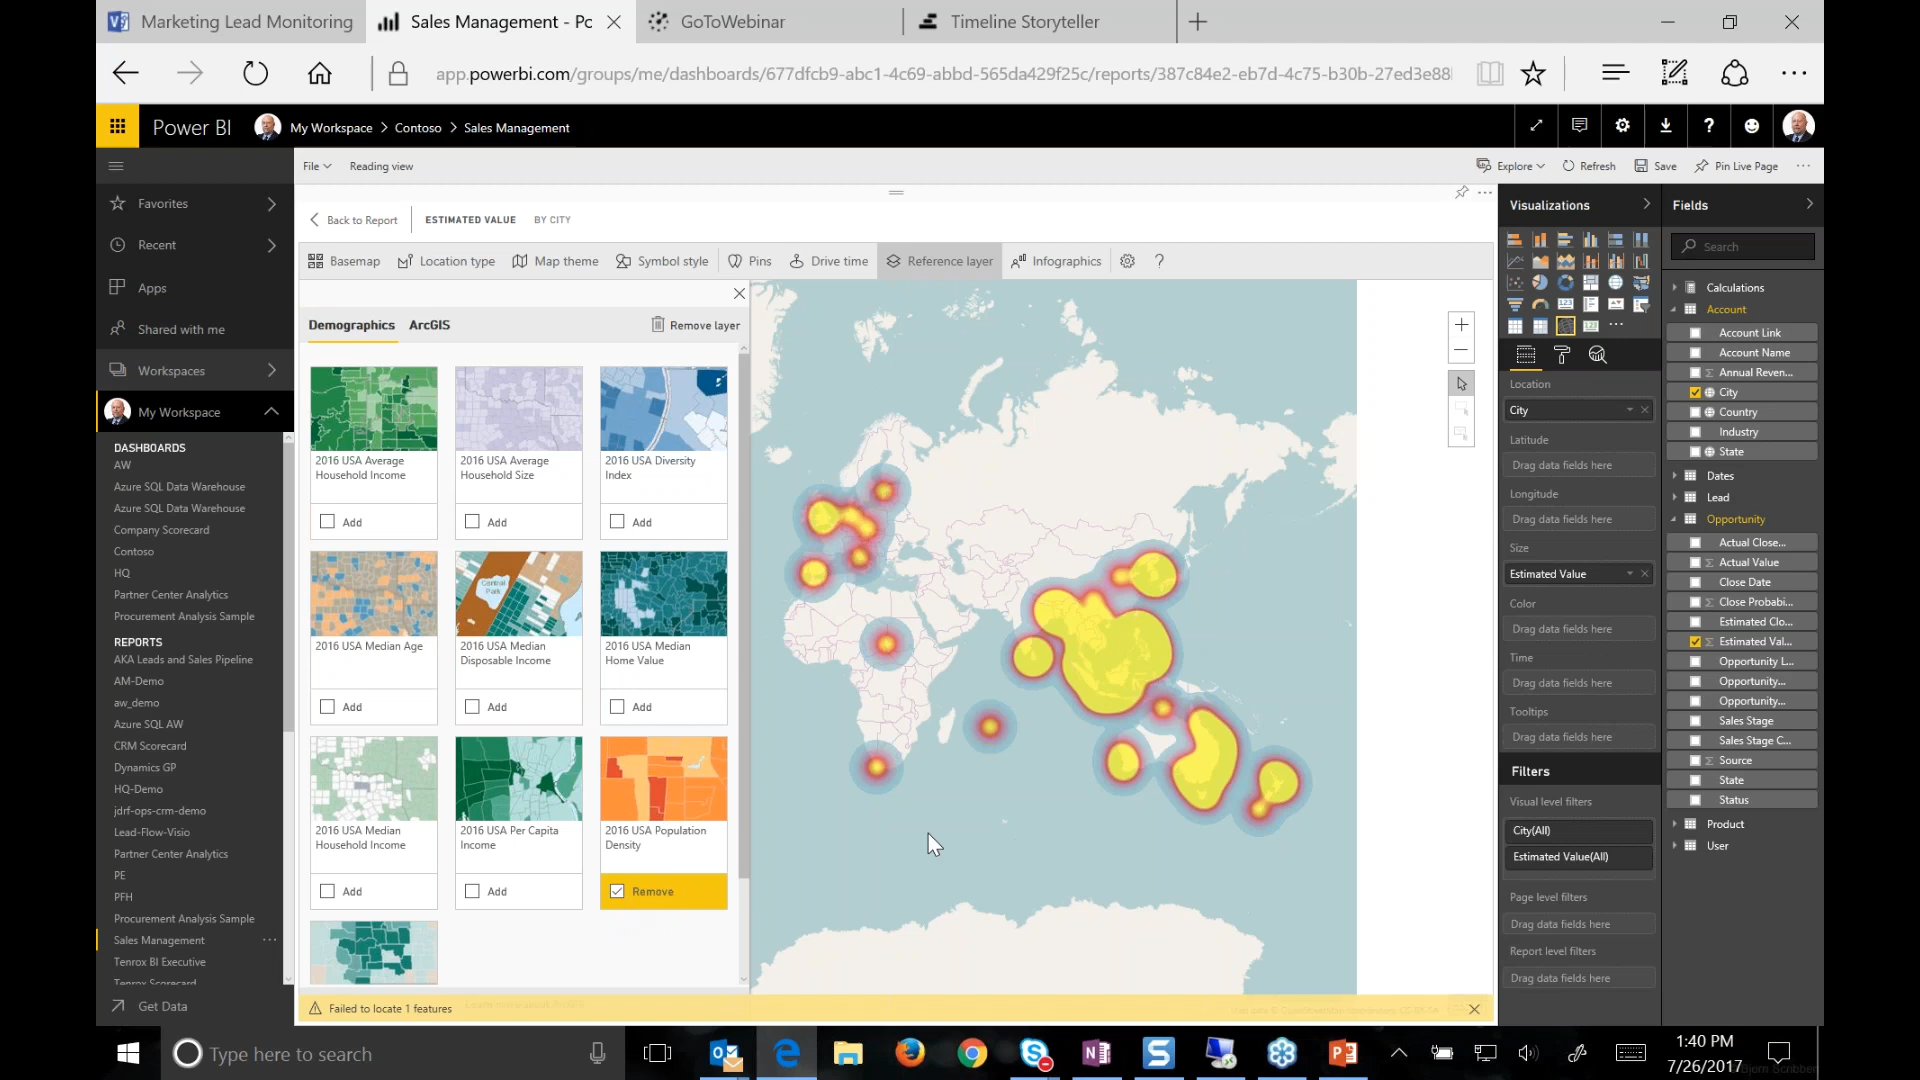 Marketing Lead Monitoring
Sales Management - Pc
GoToWebinar
Timeline Storyteller
app.powerbi.com/groups/me/dashboards/677dfcb9-abc1-4c69-abbd-565da429f25c/reports/387c84e2-eb7d-4c75-b30b-27ed3e88
Power BI
My Workspace > Contoso > Sales Management
File
Reading view
Explore
Refresh
Save
Pin Live Page
Favorites
Recent
Apps
Shared with me
Workspaces
My Workspace
DASHBOARDS
AW
Azure SQL Data Warehouse
Azure SQL Data Warehouse
Company Scorecard
Contoso
HQ
Partner Center Analytics
Procurement Analysis Sample
REPORTS
AKA Leads and Sales Pipeline
AM-Demo
aw_demo
Azure SQL AW
CRM Scorecard
Dynamics GP
HQ-Demo
jdrf-ops-crm-demo
Lead-Flow-Visio
Partner Center Analytics
PE
PFH
Procurement Analysis Sample
Sales Management
Tenrox BI Executive
Tenrox Scorecard
Get Data
Back to Report
ESTIMATED VALUE
BY CITY
Basemap
Location type
Map theme
Symbol style
Pins
Drive time
Reference layer
Infographics
?
Demographics
ArcGIS
Remove layer
2016 USA Average
Household Income
Add
2016 USA Average
Household Size
Add
2016 USA Diversity
Index
Add
2016 USA Median Age
Add
Central
Park
2016 USA Median
Disposable Income
Add
2016 USA Median
Home Value
Add
2016 USA Median
Household Income
Add
2016 USA Per Capita
Income
Add
2016 USA Population
Density
Remove
Failed to locate 1 features
Visualizations
Location
City
Latitude
Drag data fields here
Longitude
Drag data fields here
Size
Estimated Value
Color
Drag data fields here
Time
Drag data fields here
Tooltips
Drag data fields here
Filters
Visual level filters
City(All)
Estimated Value(All)
Page level filters
Drag data fields here
Report level filters
Drag data fields here
Fields
Search
Calculations
Account
Account Link
Account Name
Annual Reven...
City
Country
Industry
State
Dates
Lead
Opportunity
Actual Close...
Actual Value
Close Date
Close Probabi...
Estimated Clo...
Estimated Val...
Opportunity L...
Opportunity...
Opportunity...
Sales Stage
Sales Stage C...
Source
State
Status
Product
User
Type here to search
1:40 PM
7/26/2017